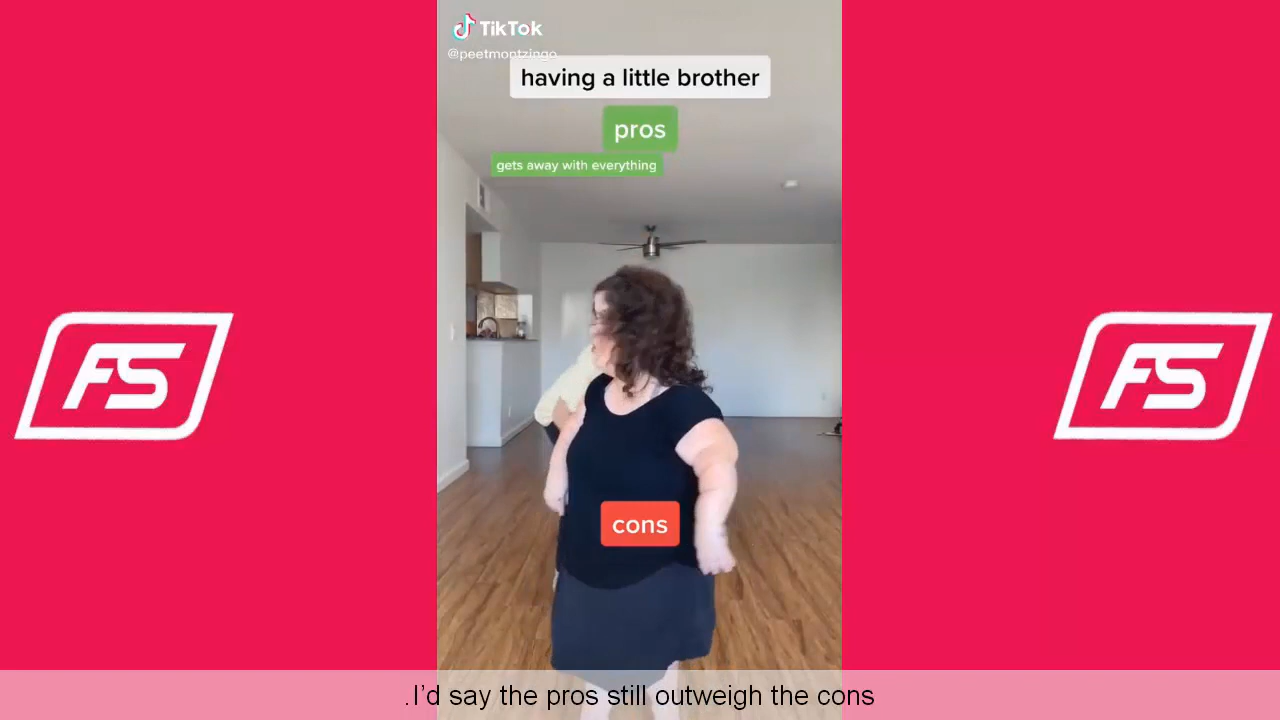 TikTok
@peetmontzingo
having a little brother
pros
gets away with everything
FS
FS
cons
.I’d say the pros still outweigh the cons